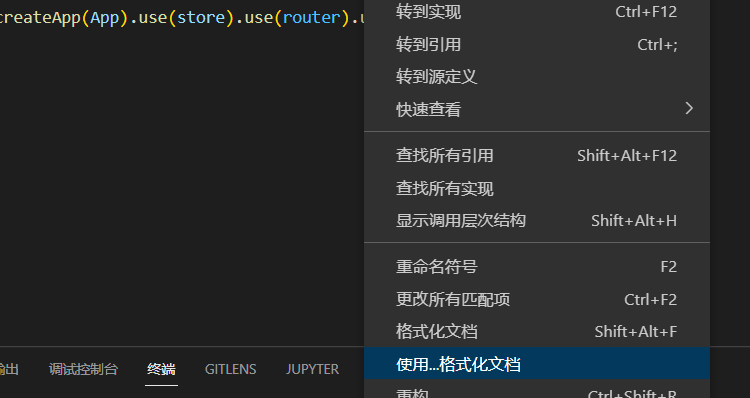 createApp(App).use(store).use(router).u
转到实现 Ctrl+F12
转到引用 Ctrl+;
转到源定义
快速查看
查找所有引用 Shift+Alt+F12
查找所有实现
显示调用层次结构 Shift+Alt+H
重命名符号 F2
更改所有匹配项 Ctrl+F2
格式化文档 Shift+Alt+F
使用...格式化文档
输出 调试控制台 终端 GITLENS JUPYTER
重构 Ctrl+Shift+R